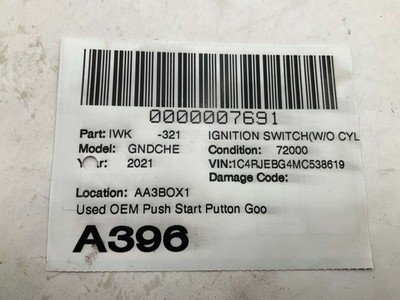 0000007691
Part: IWK -321 IGNITION SWITCH(W/O CYL
Model: GNDCHE Condition: 72000
Year: 2021 VIN:1C4RJEBG4MC538619
Damage Code:
Location: AA3BOX1
Used OEM Push Start Putton Goo
A396